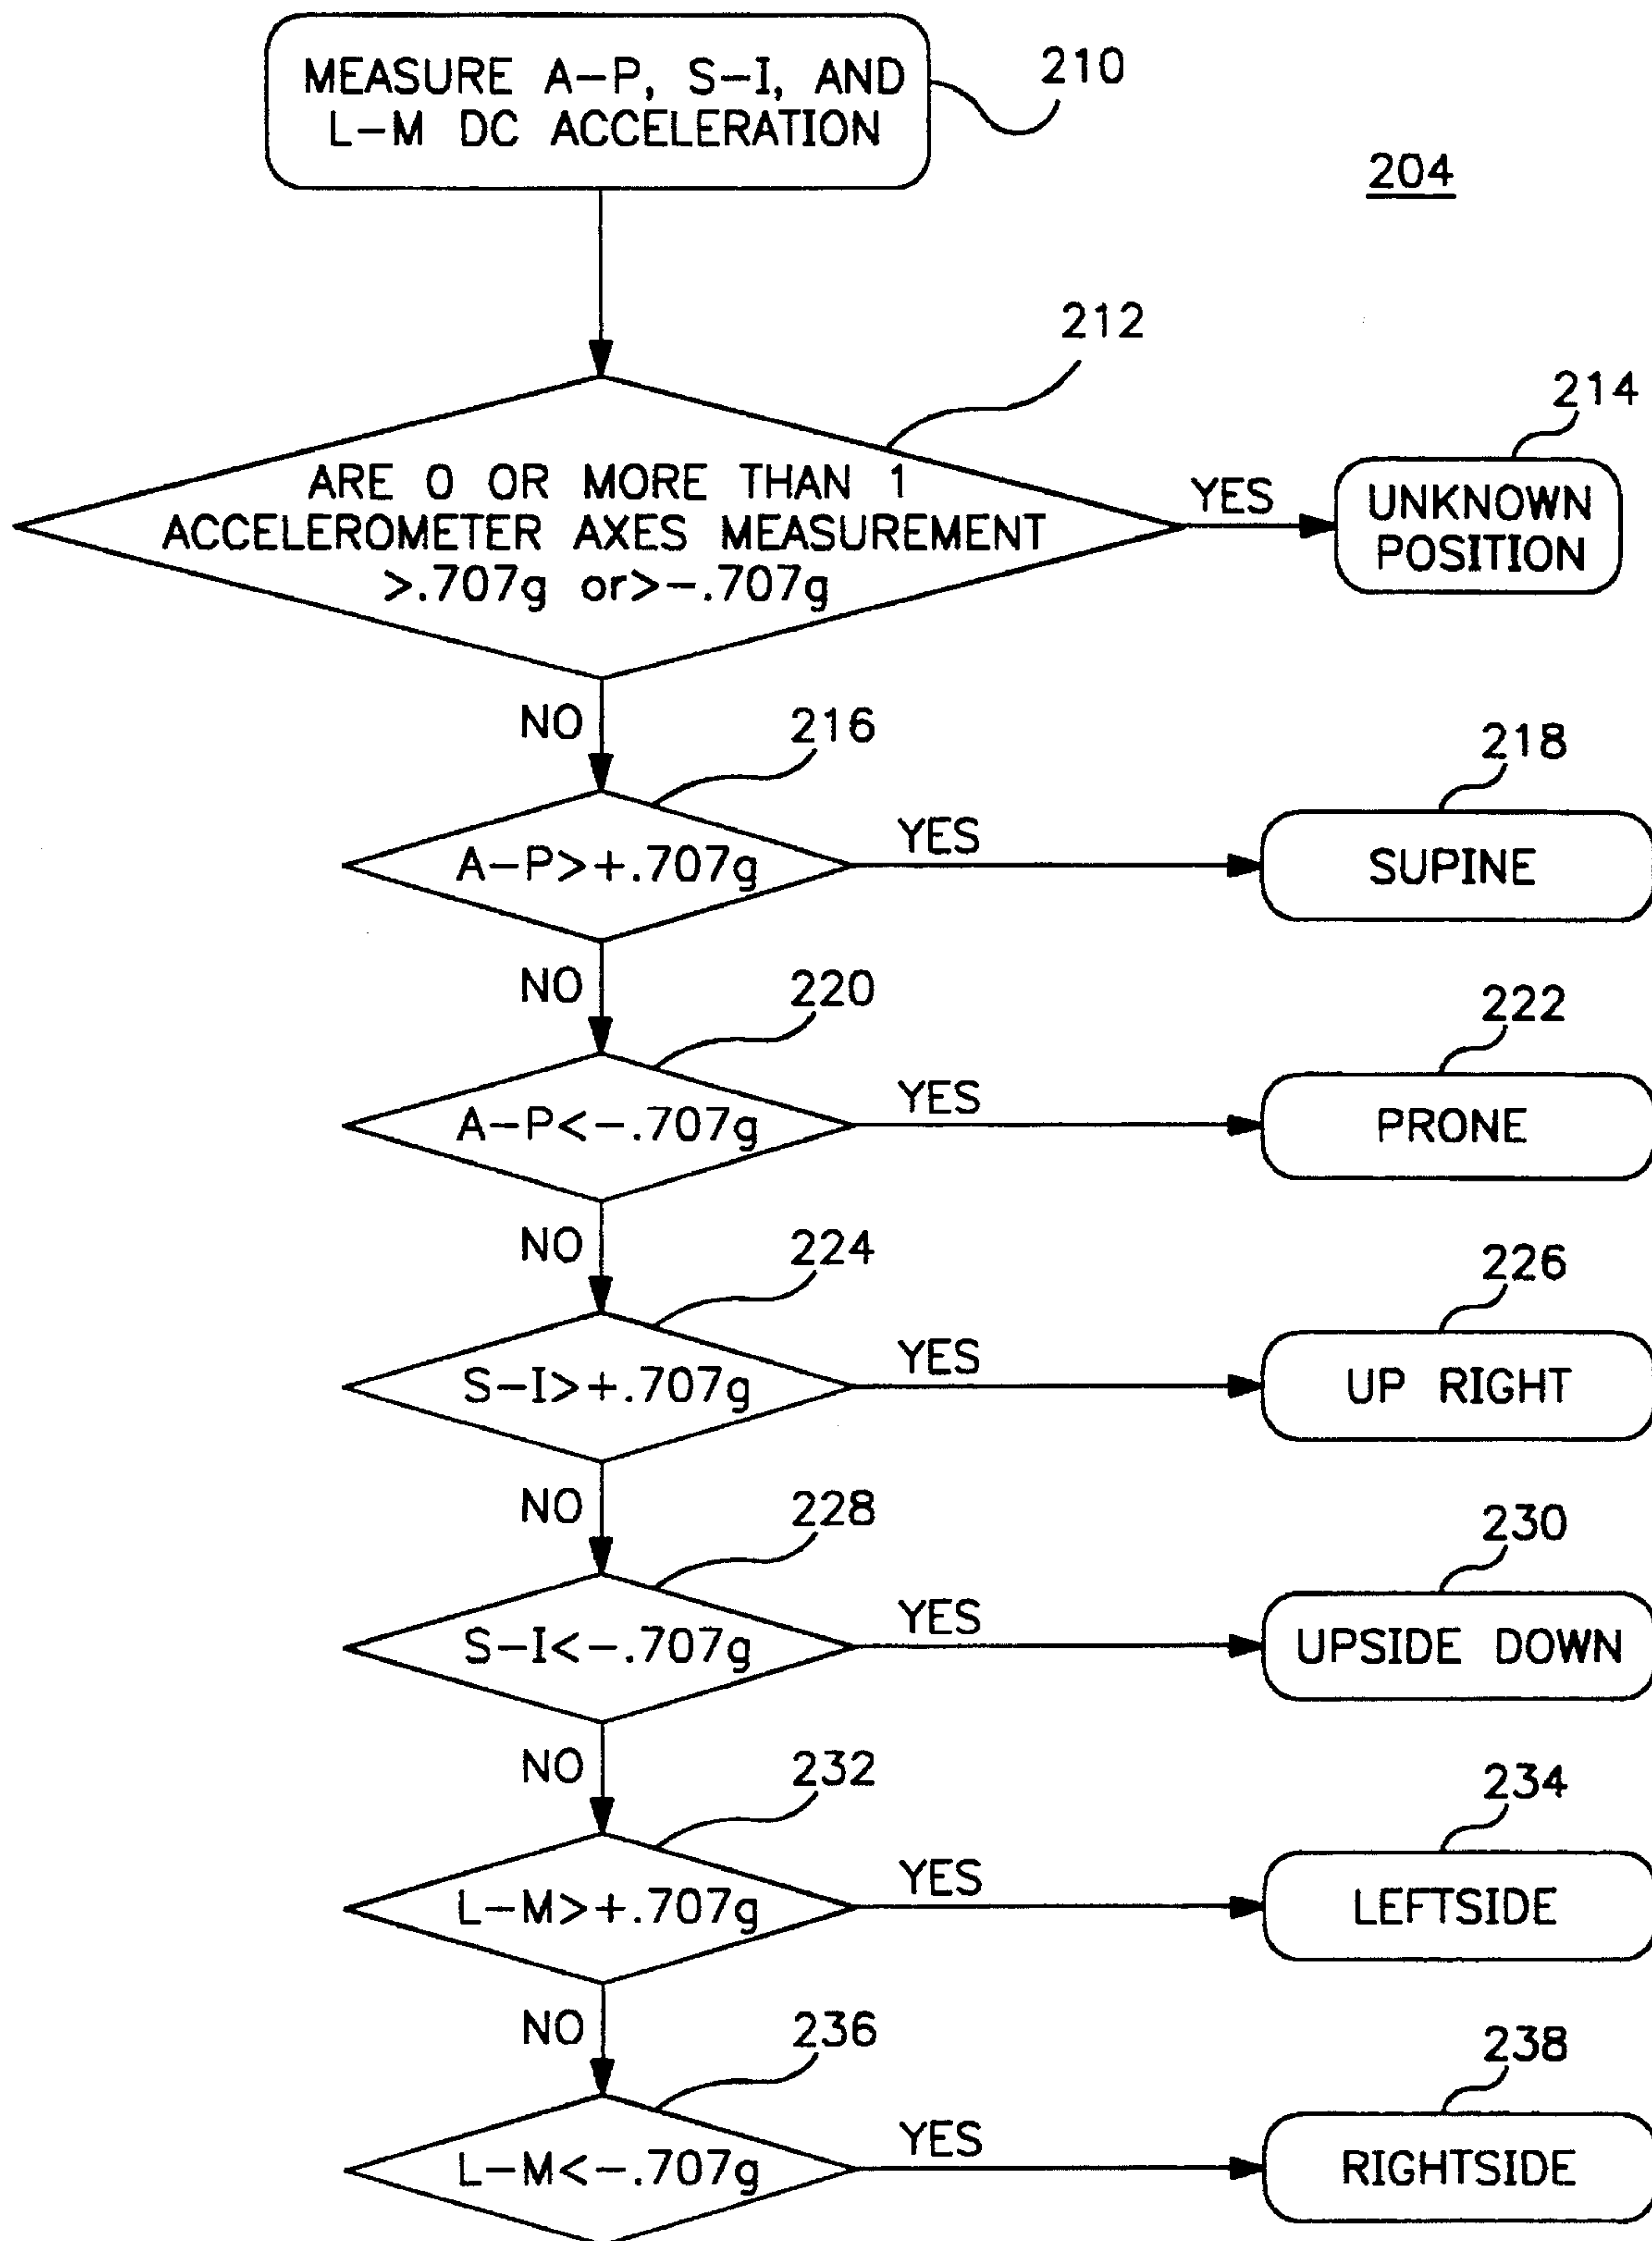 MEASURE A-P, S-I, AND
L-M DC ACCELERATION
210
204
212
ARE 0 OR MORE THAN 1
ACCELEROMETER AXES MEASUREMENT
>.707g or>-.707g
YES
214
UNKNOWN
POSITION
NO
216
A-P>+.707g
YES
218
SUPINE
NO
220
A-P<-.707g
YES
222
PRONE
NO
224
S-I>+.707g
YES
226
UP RIGHT
NO
228
S-I<-.707g
YES
230
UPSIDE DOWN
NO
232
L-M>+.707g
YES
234
LEFTSIDE
NO
236
L-M<-.707g
YES
238
RIGHTSIDE